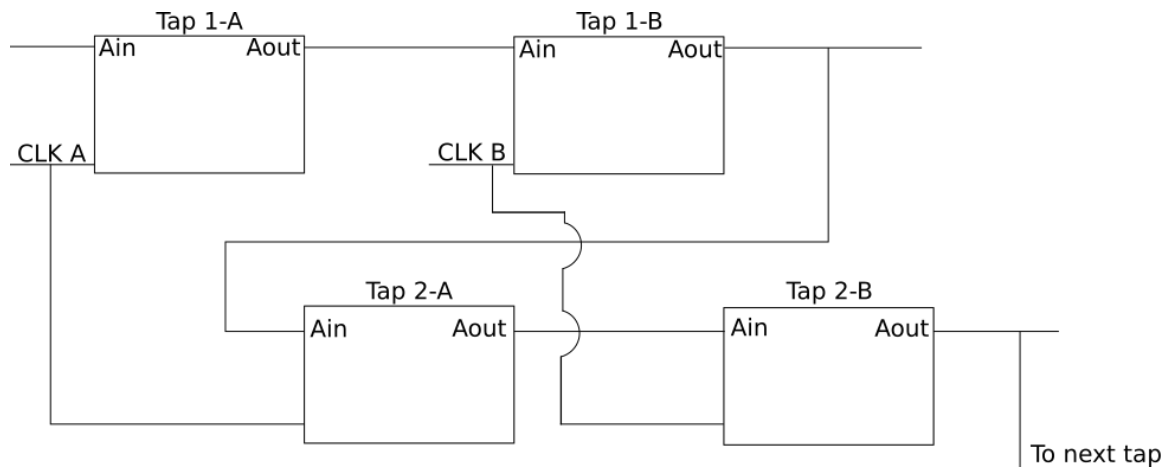 Tap 1-A
Tap 1-B
Ain Aout
Ain Aout
CLK A
CLK B
Tap 2-A
Tap 2-B
Ain Aout
Ain Aout
To next tap